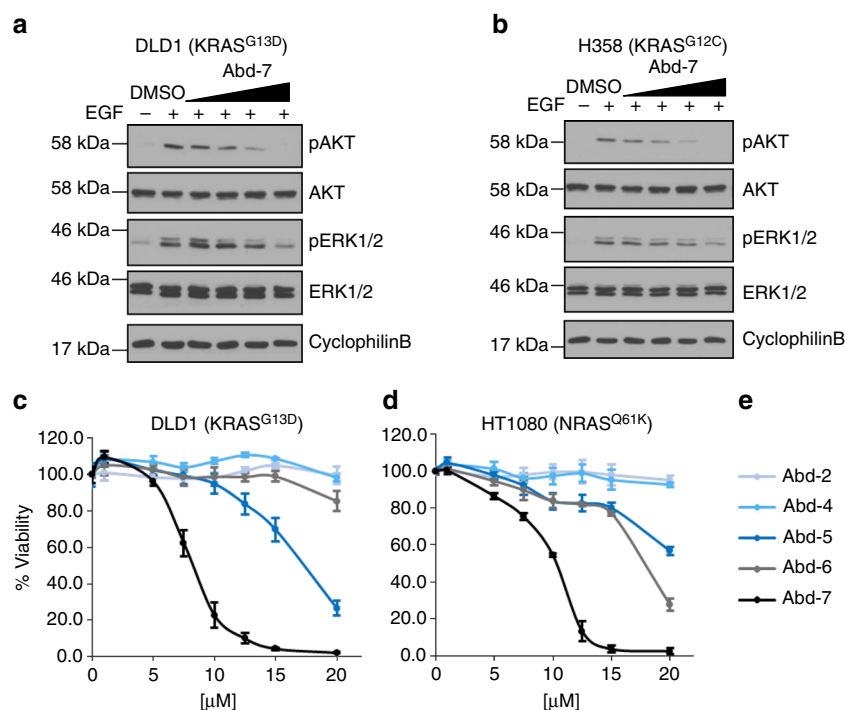 a
DLD1 (KRASG13D)
Abd-7
DMSO
EGF − + + + + +
58 kDa pAKT
58 kDa AKT
46 kDa pERK1/2
46 kDa ERK1/2
17 kDa CyclophilinB
b
H358 (KRASG12C)
Abd-7
DMSO
EGF − + + + + +
58 kDa pAKT
58 kDa AKT
46 kDa pERK1/2
46 kDa ERK1/2
17 kDa CyclophilinB
c
DLD1 (KRASG13D)
% Viability
120.0
100.0
80.0
60.0
40.0
20.0
0.0
0 5 10 15 20
[µM]
d
HT1080 (NRASQ61K)
120.0
100.0
80.0
60.0
40.0
20.0
0.0
0 5 10 15 20
[µM]
e
Abd-2
Abd-4
Abd-5
Abd-6
Abd-7